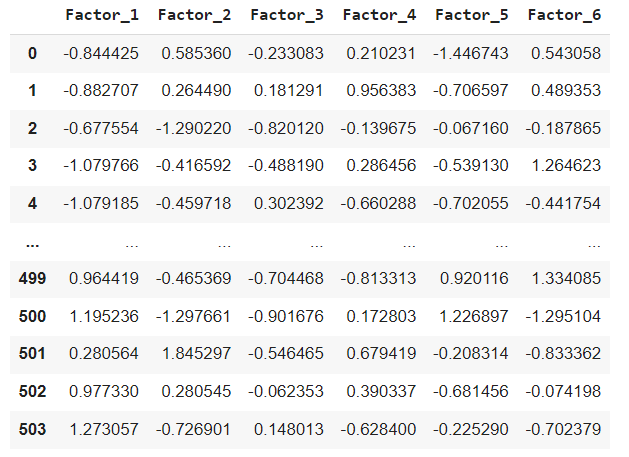 Factor_1 Factor_2 Factor_3 Factor_4 Factor_5 Factor_6
0 -0.844425 0.585360 -0.233083 0.210231 -1.446743 0.543058
1 -0.882707 0.264490 0.181291 0.956383 -0.706597 0.489353
2 -0.677554 -1.290220 -0.820120 -0.139675 -0.067160 -0.187865
3 -1.079766 -0.416592 -0.488190 0.286456 -0.539130 1.264623
4 -1.079185 -0.459718 0.302392 -0.660288 -0.702055 -0.441754
... ... ... ... ... ... ...
499 0.964419 -0.465369 -0.704468 -0.813313 0.920116 1.334085
500 1.195236 -1.297661 -0.901676 0.172803 1.226897 -1.295104
501 0.280564 1.845297 -0.546465 0.679419 -0.208314 -0.833362
502 0.977330 0.280545 -0.062353 0.390337 -0.681456 -0.074198
503 1.273057 -0.726901 0.148013 -0.628400 -0.225290 -0.702379